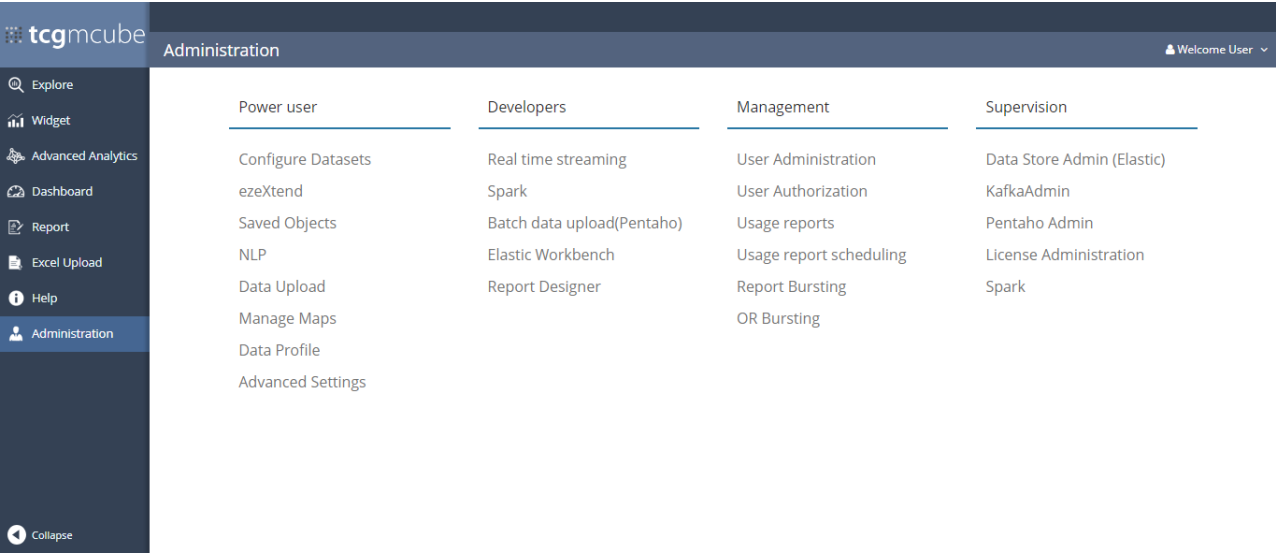 tcgmcube
Administration
Welcome User
Explore
Widget
Advanced Analytics
Dashboard
Report
Excel Upload
Help
Administration
Collapse
Power user
Configure Datasets
ezeXtend
Saved Objects
NLP
Data Upload
Manage Maps
Data Profile
Advanced Settings
Developers
Real time streaming
Spark
Batch data upload(Pentaho)
Elastic Workbench
Report Designer
Management
User Administration
User Authorization
Usage reports
Usage report scheduling
Report Bursting
OR Bursting
Supervision
Data Store Admin (Elastic)
KafkaAdmin
Pentaho Admin
License Administration
Spark